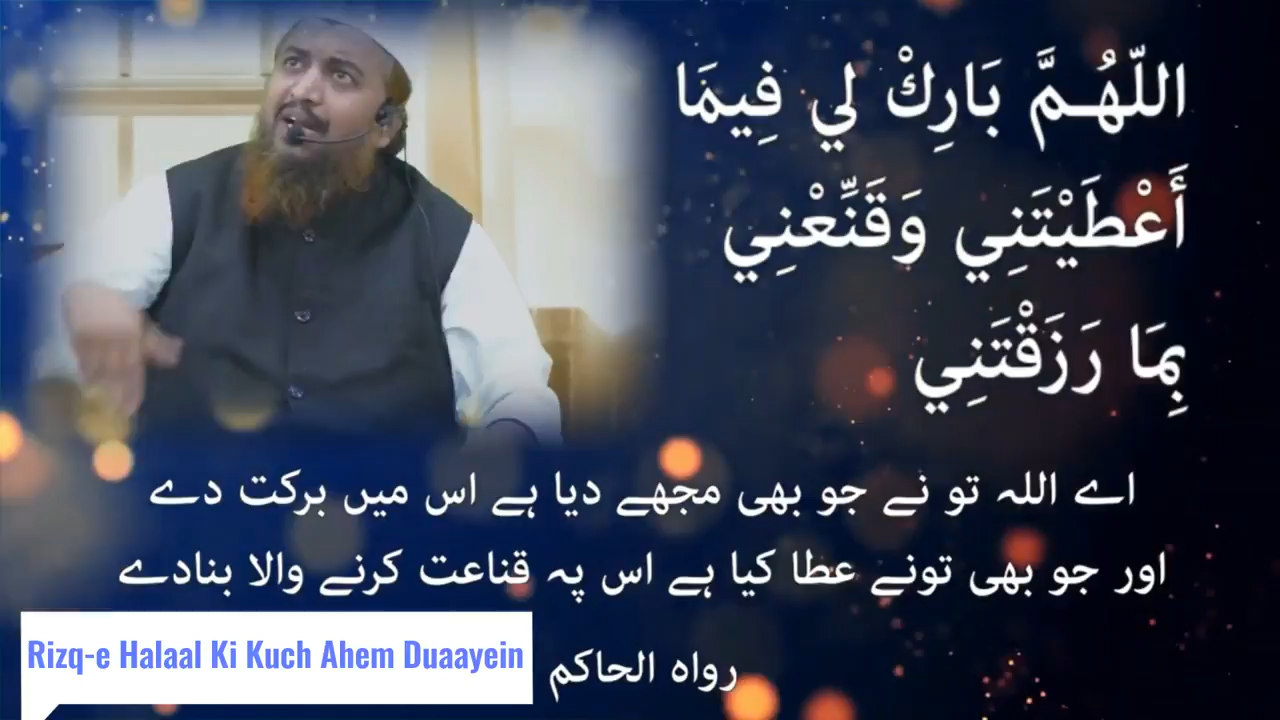 اللّهُمَّ بَارِكْ لي فِيمَا
أَعْطَيْتَنِي وَقَنِّعْنِي
بِمَا رَزَقْتَنِي
اے اللہ تو نے جو بھی مجھے دیا ہے اس میں برکت دے
اور جو بھی تونے عطا کیا ہے اس پہ قناعت کرنے والا بنادے
رواہ الحاکم
Rizq-e Halaal Ki Kuch Ahem Duaayein